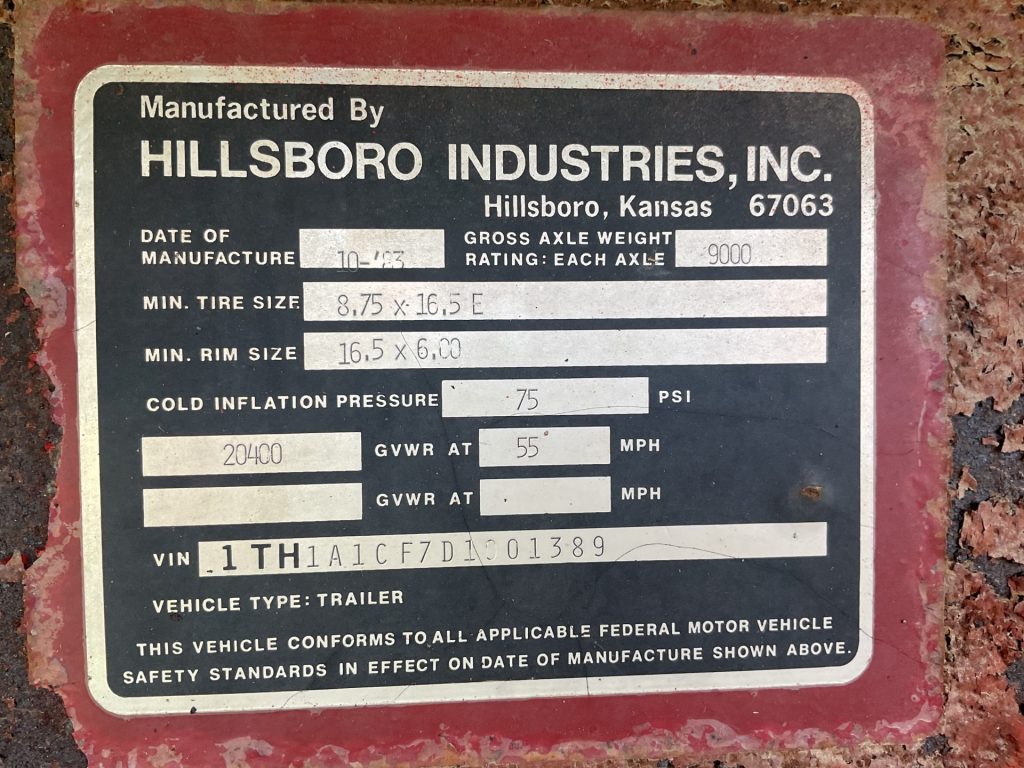 Manufactured By
HILLSBORO INDUSTRIES, INC.
Hillsboro, Kansas 67063
DATE OF MANUFACTURE
GROSS AXLE WEIGHT RATING: EACH AXLE 9000
MIN. TIRE SIZE 8.75 x 16.5 E
MIN. RIM SIZE 16.5 x 6.00
COLD INFLATION PRESSURE 75 PSI
20400 GVWR AT 55 MPH
GVWR AT MPH
VIN 1TH1A1CF7D1001389
VEHICLE TYPE: TRAILER
THIS VEHICLE CONFORMS TO ALL APPLICABLE FEDERAL MOTOR VEHICLE
SAFETY STANDARDS IN EFFECT ON DATE OF MANUFACTURE SHOWN ABOVE.